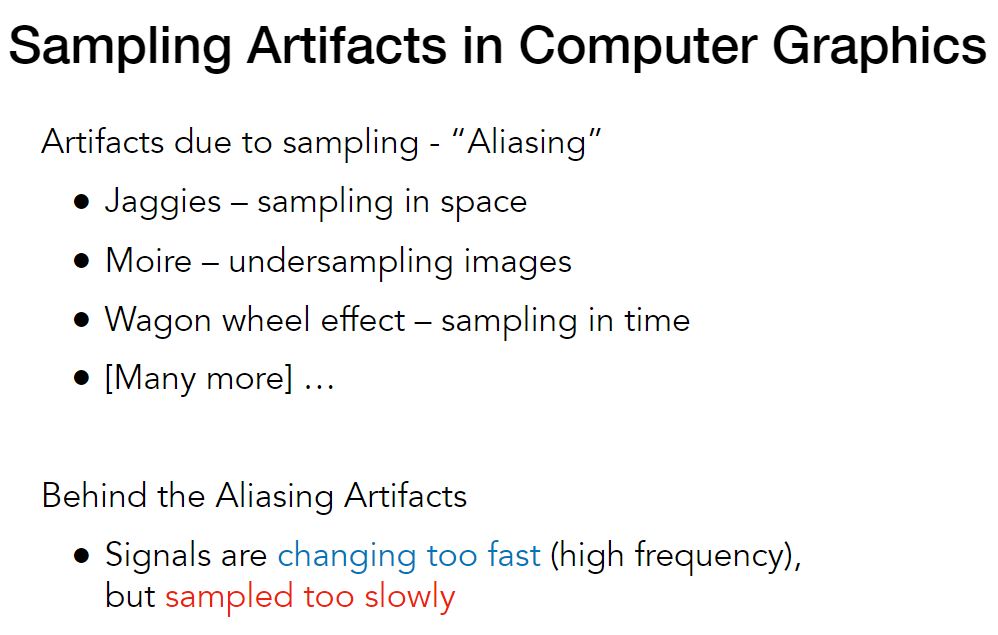 Sampling Artifacts in Computer Graphics
Artifacts due to sampling - “Aliasing”
● Jaggies – sampling in space
● Moire – undersampling images
● Wagon wheel effect – sampling in time
● [Many more] …
Behind the Aliasing Artifacts
● Signals are changing too fast (high frequency),
but sampled too slowly